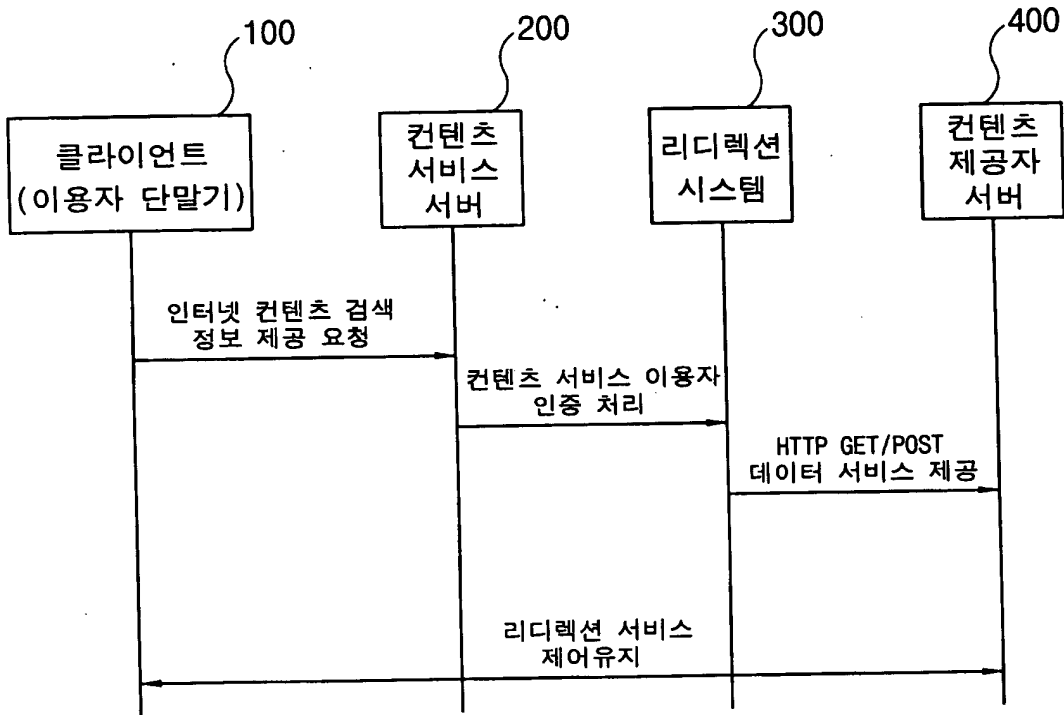 100
200
300
400
클라이언트
(이용자 단말기)
컨텐츠
서비스
서버
리디렉션
시스템
컨텐츠
제공자
서버
인터넷 컨텐츠 검색
정보 제공 요청
컨텐츠 서비스 이용자
인증 처리
HTTP GET/POST
데이터 서비스 제공
리디렉션 서비스
제어유지